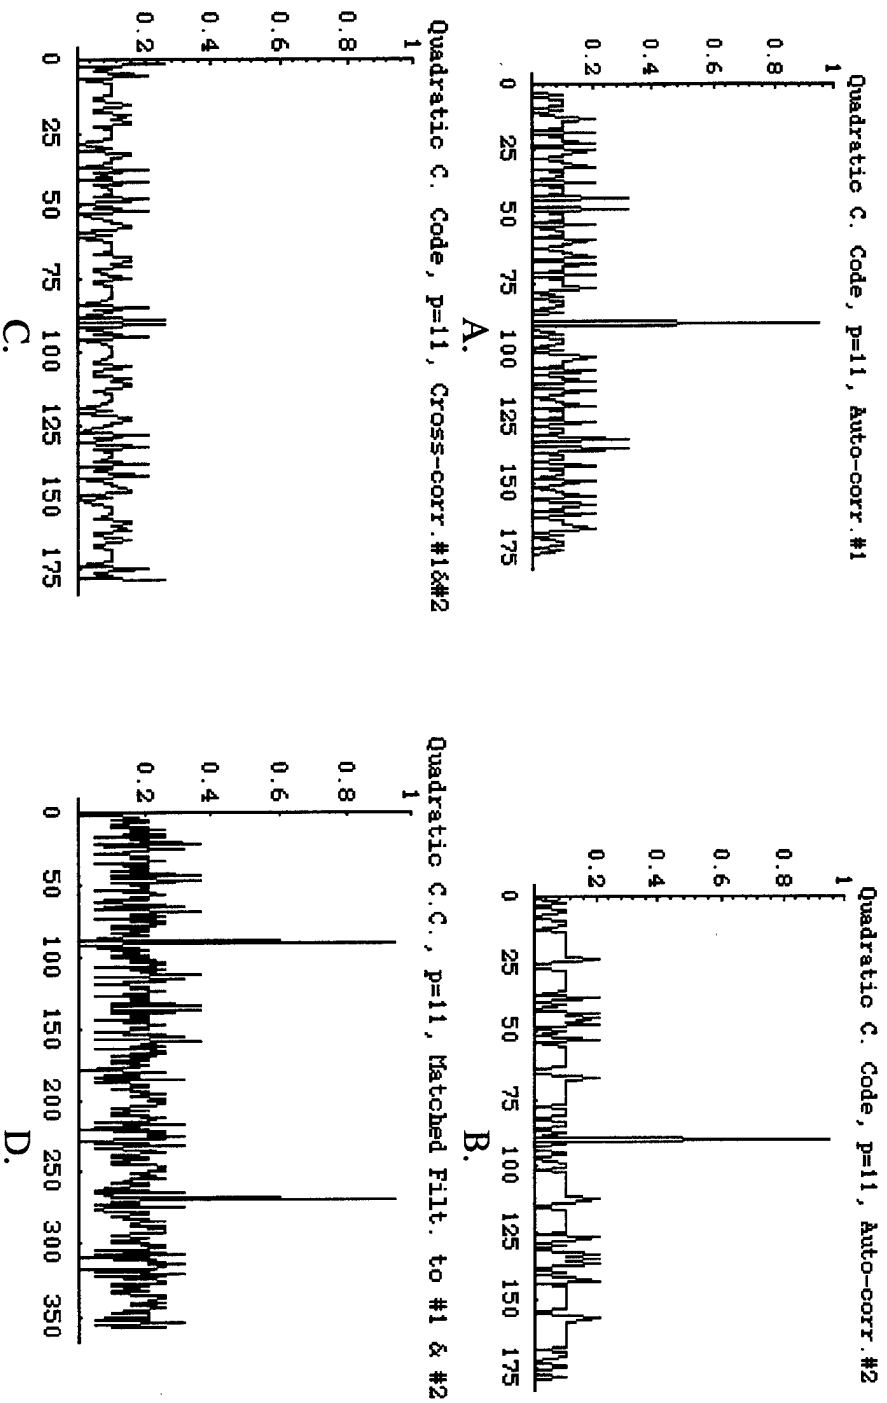 Quadratic C. Code, p=11, Auto-corr.#1
1
0.8
0.6
0.4
0.2
0 25 50 75 100 125 150 175
A.
Quadratic C. Code, p=11, Auto-corr.#2
1
0.8
0.6
0.4
0.2
0 25 50 75 100 125 150 175
B.
Quadratic C. Code, p=11, Cross-corr.#1&#2
1
0.8
0.6
0.4
0.2
0 25 50 75 100 125 150 175
C.
Quadratic C.C., p=11, Matched Filt. to #1 & #2
1
0.8
0.6
0.4
0.2
0 50 100 150 200 250 300 350
D.